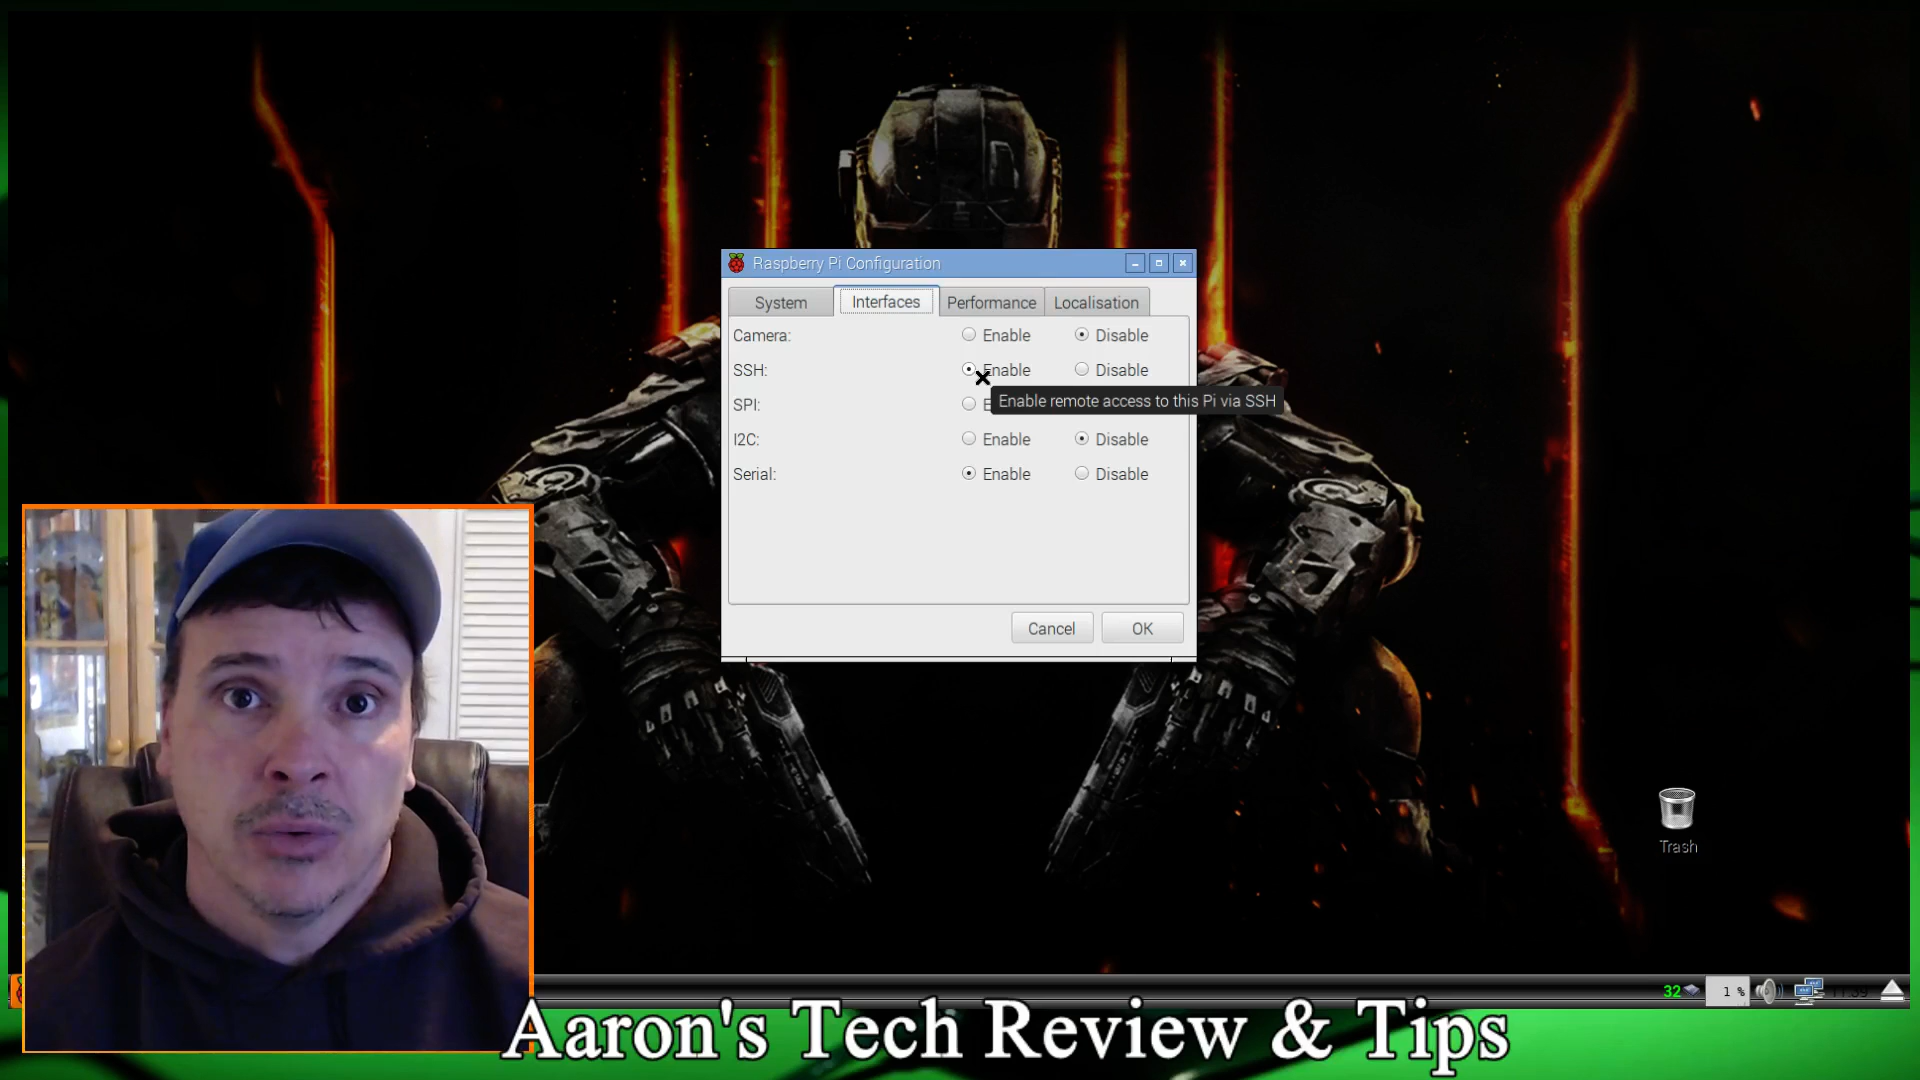 Raspberry Pi Configuration
System Interfaces Performance Localisation
Camera: Enable Disable
SSH: Enable Disable
Enable remote access to this Pi via SSH
SPI: E
I2C: Enable Disable
Serial: Enable Disable
Cancel OK
Trash
32 1 %
Aaron's Tech Review & Tips